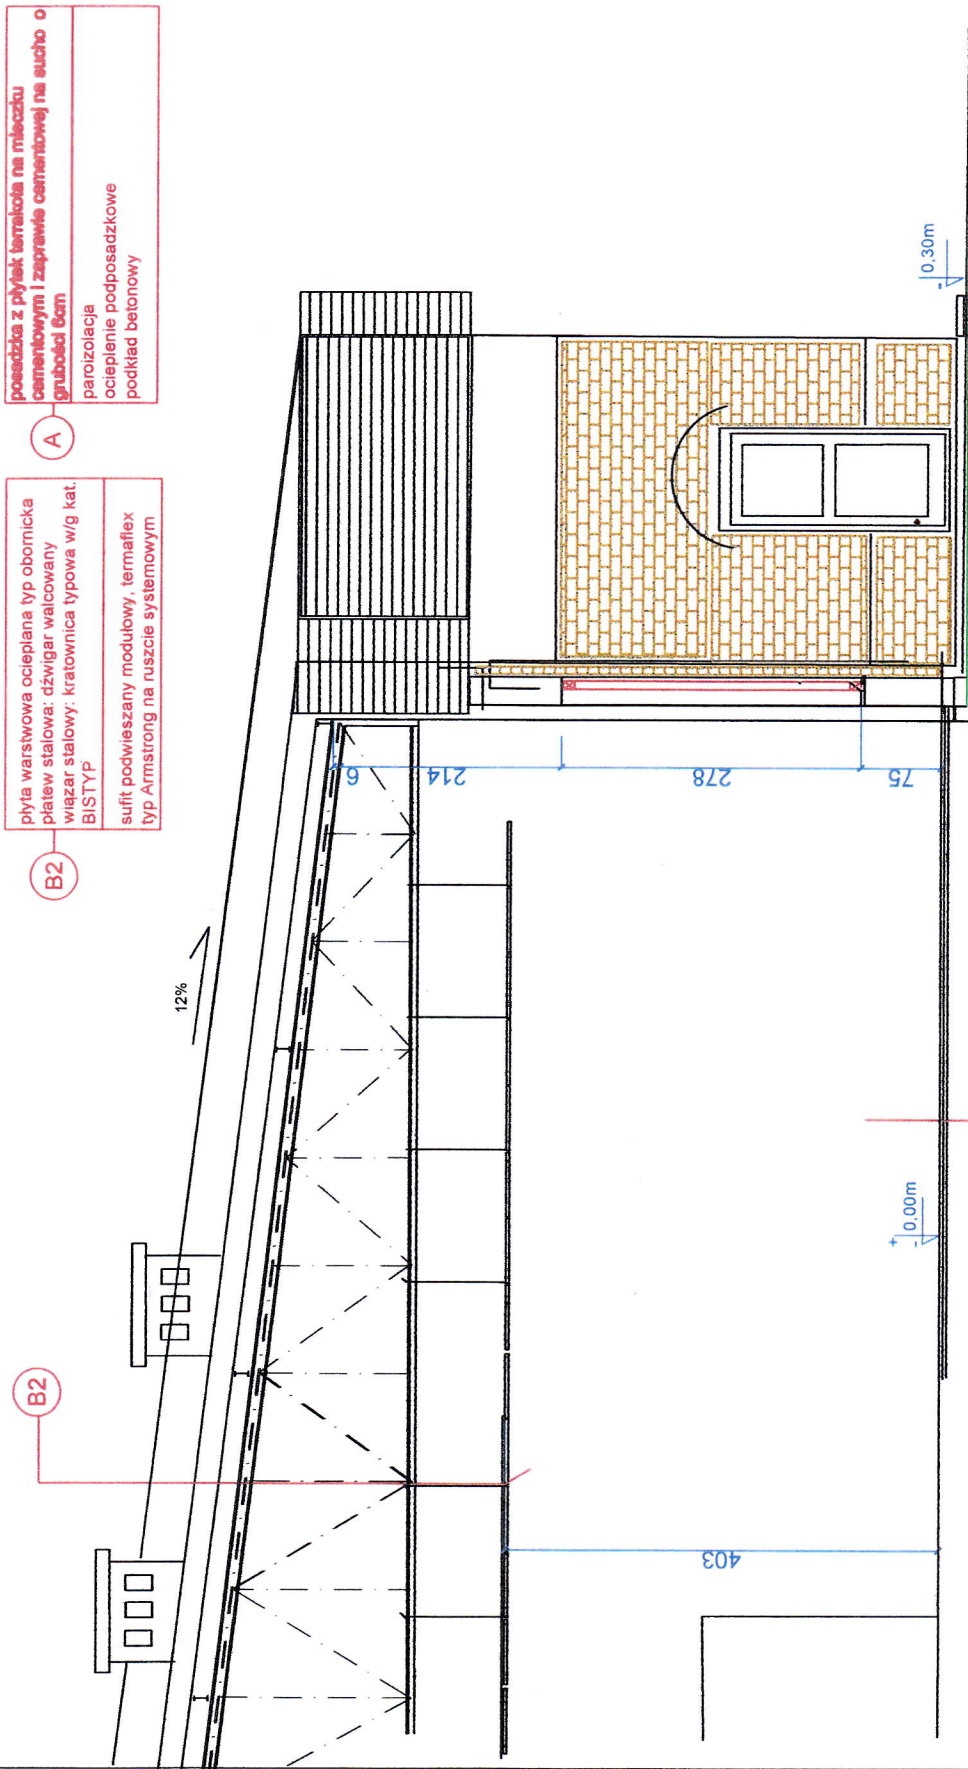 posadzka z płytek terrakota na mleczku
cementowym i zaprawie cementowej na sucho o
grubości 6cm
paroizolacja
ocieplenie podposadzkowe
podkład betonowy
A
płyta warstwowa ocieplana typ obornicka
płatew stalowa: dźwigar walcowany
wiązar stalowy: kratownica typowa w/g kat.
BISTYP
sufit podwieszany modułowy, termaflex
typ Armstrong na ruszcie systemowym
B2
12%
B2
6
214
278
75
403
+
- 0,00m
- 0,30m